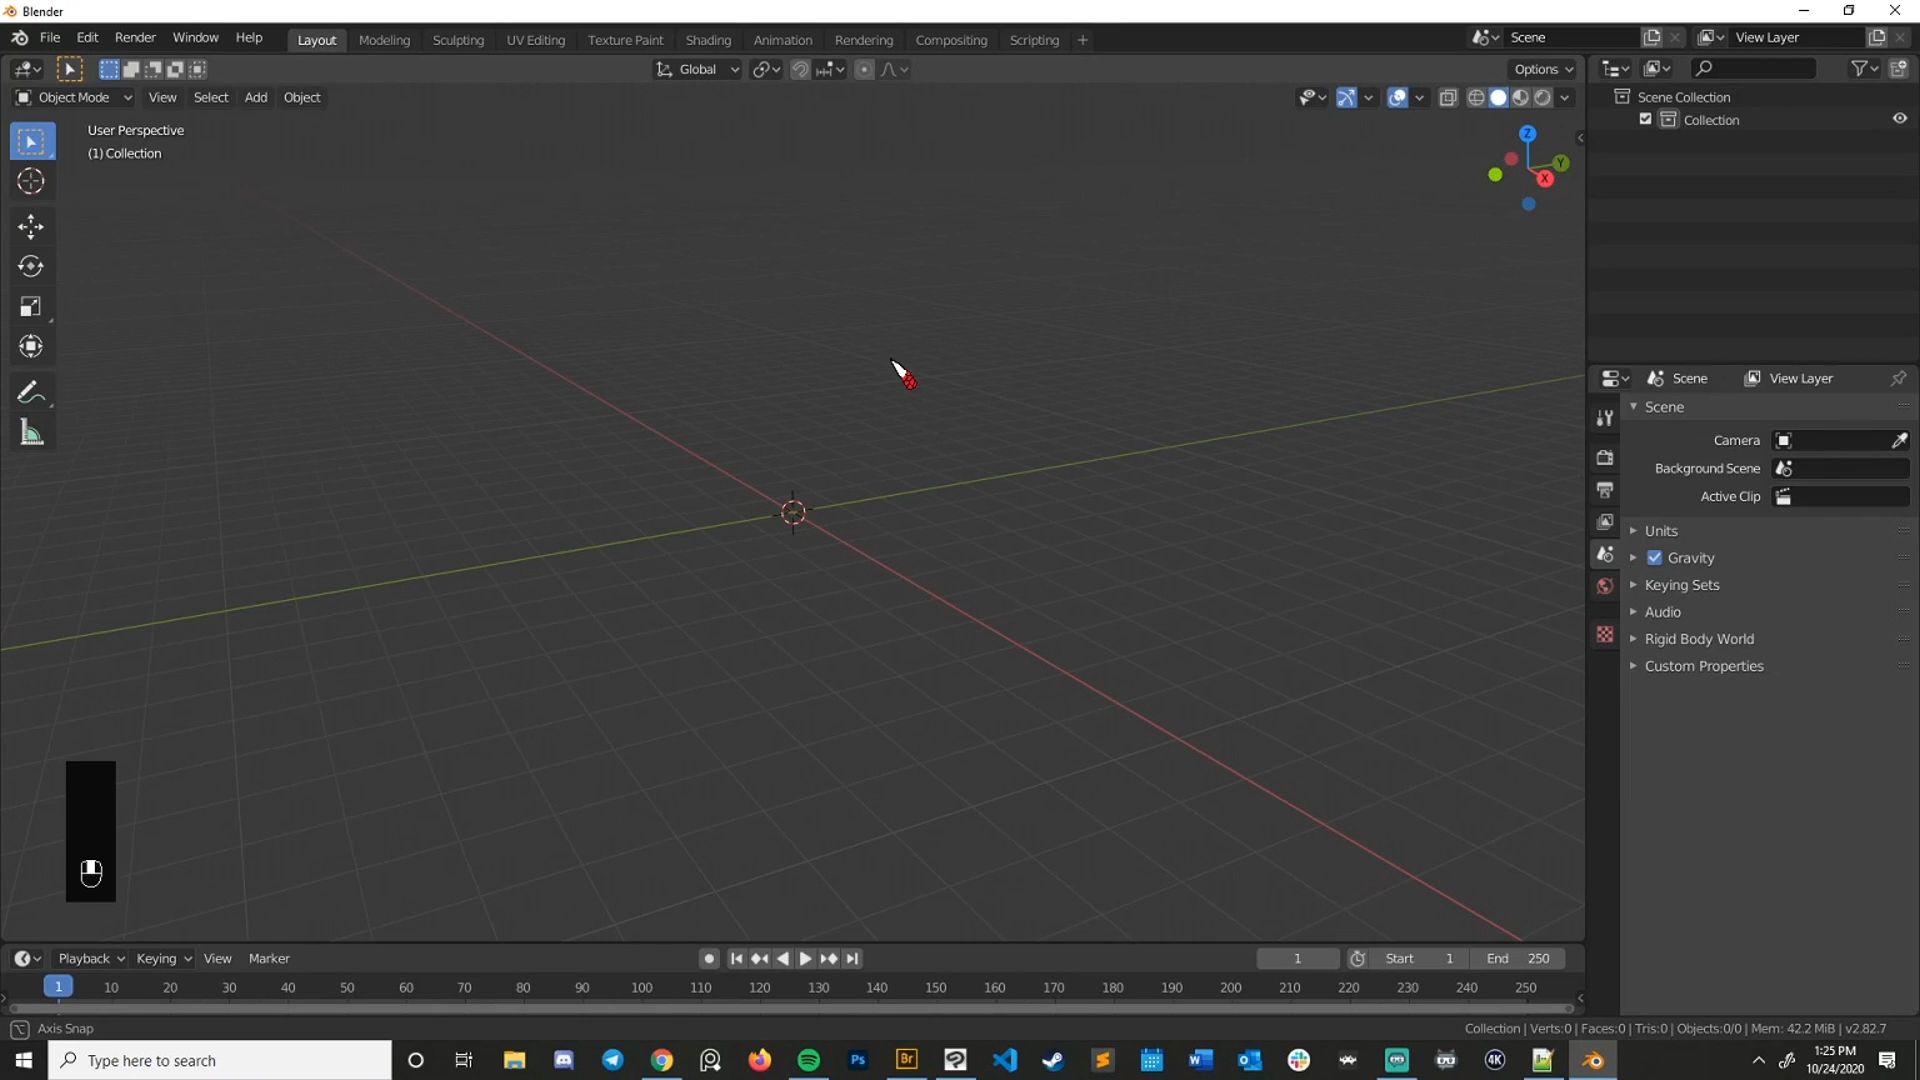 Blender
File Edit Render Window Help Layout Modeling Sculpting UV Editing Texture Paint Shading Animation Rendering Compositing Scripting + Scene View Layer
Global Options
Object Mode View Select Add Object
User Perspective
(1) Collection
Z
Y
X
Scene Collection
Collection
Scene View Layer
Scene
Camera
Background Scene
Active Clip
Units
Gravity
Keying Sets
Audio
Rigid Body World
Custom Properties
Playback Keying View Marker 1 Start 1 End 250
1 10 20 30 40 50 60 70 80 90 100 110 120 130 140 150 160 170 180 190 200 210 220 230 240 250
Axis Snap Collection | Verts:0 | Faces:0 | Tris:0 | Objects:0/0 | Mem: 42.2 MiB | v2.82.7
Type here to search Ps Br W 4K 1:25 PM
10/24/2020